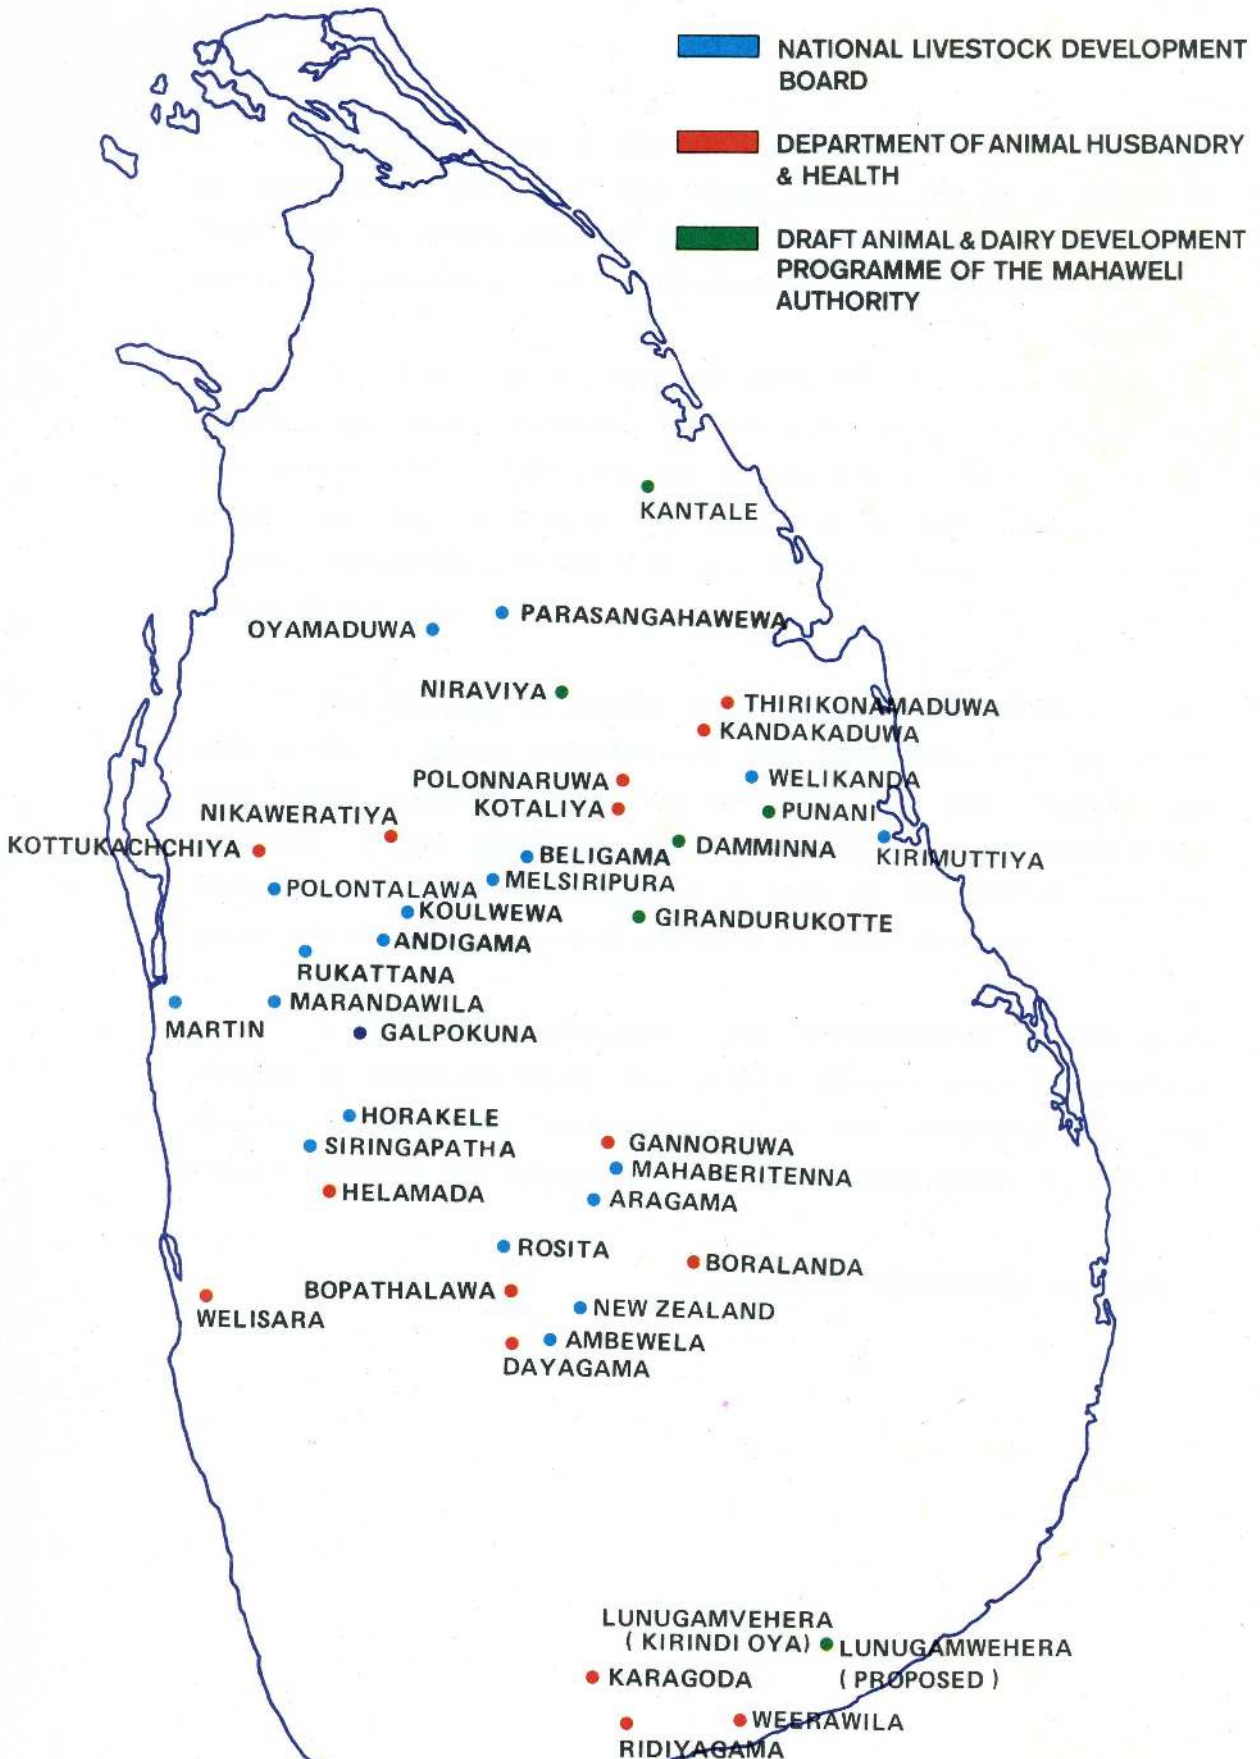 NATIONAL LIVESTOCK DEVELOPMENT
BOARD
DEPARTMENT OF ANIMAL HUSBANDRY
& HEALTH
DRAFT ANIMAL & DAIRY DEVELOPMENT
PROGRAMME OF THE MAHAWELI
AUTHORITY
KANTALE
PARASANGAHAWEWA
OYAMADUWA
NIRAVIYA
THIRIKONAMADUWA
KANDAKADUWA
POLONNARUWA
WELIKANDA
KOTALIYA
PUNANI
NIKAWERATIYA
KOTTUKACHCHIYA
DAMMINNA
BELIGAMA
KIRIMUTTIYA
MELSIRIPURA
POLONTALAWA
KOULWEWA
GIRANDURUKOTTE
ANDIGAMA
RUKATTANA
MARANDAWILA
MARTIN
GALPOKUNA
HORAKELE
SIRINGAPATHA
GANNORUWA
MAHABERITENNA
HELAMADA
ARAGAMA
ROSITA
BORALANDA
BOPATHALAWA
NEW ZEALAND
WELISARA
AMBEWELA
DAYAGAMA
LUNUGAMVEHERA
( KIRINDI OYA)
LUNUGAMWEHERA
( PROPOSED )
KARAGODA
WEERAWILA
RIDIYAGAMA